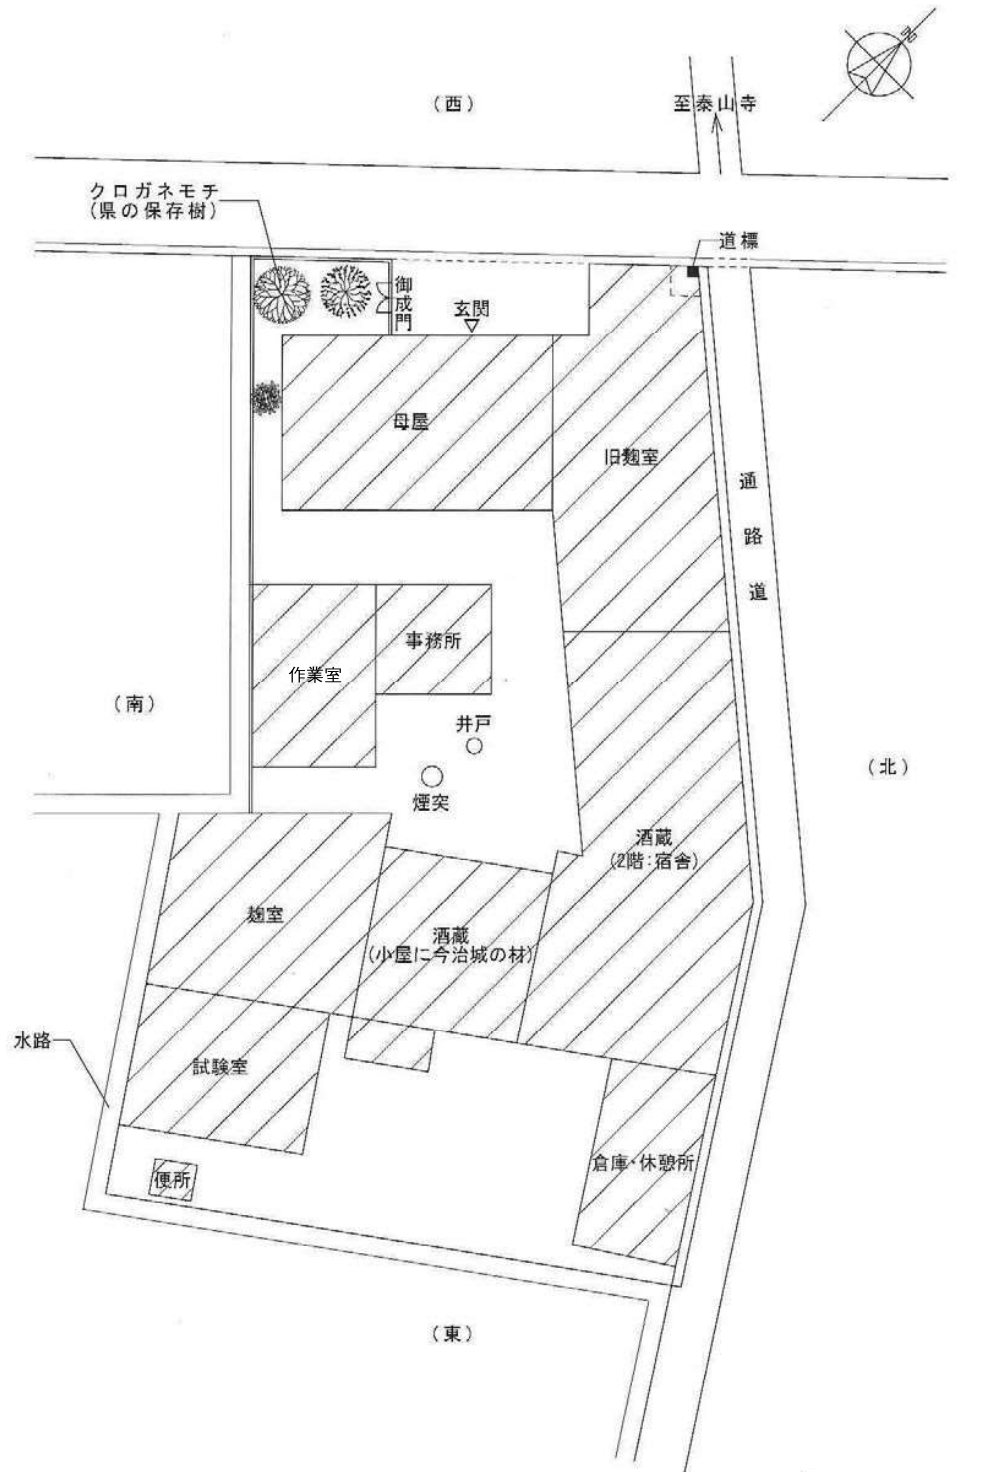 N
(西)
至泰山寺
クロガネモチ
(県の保存樹)
道標
御成門
玄関
母屋
旧麹室
通路道
事務所
作業室
(南)
井戸
(北)
煙突
酒蔵
(2階:宿舎)
麹室
酒蔵
(小屋に今治城の材)
水路
試験室
倉庫・休憩所
便所
(東)